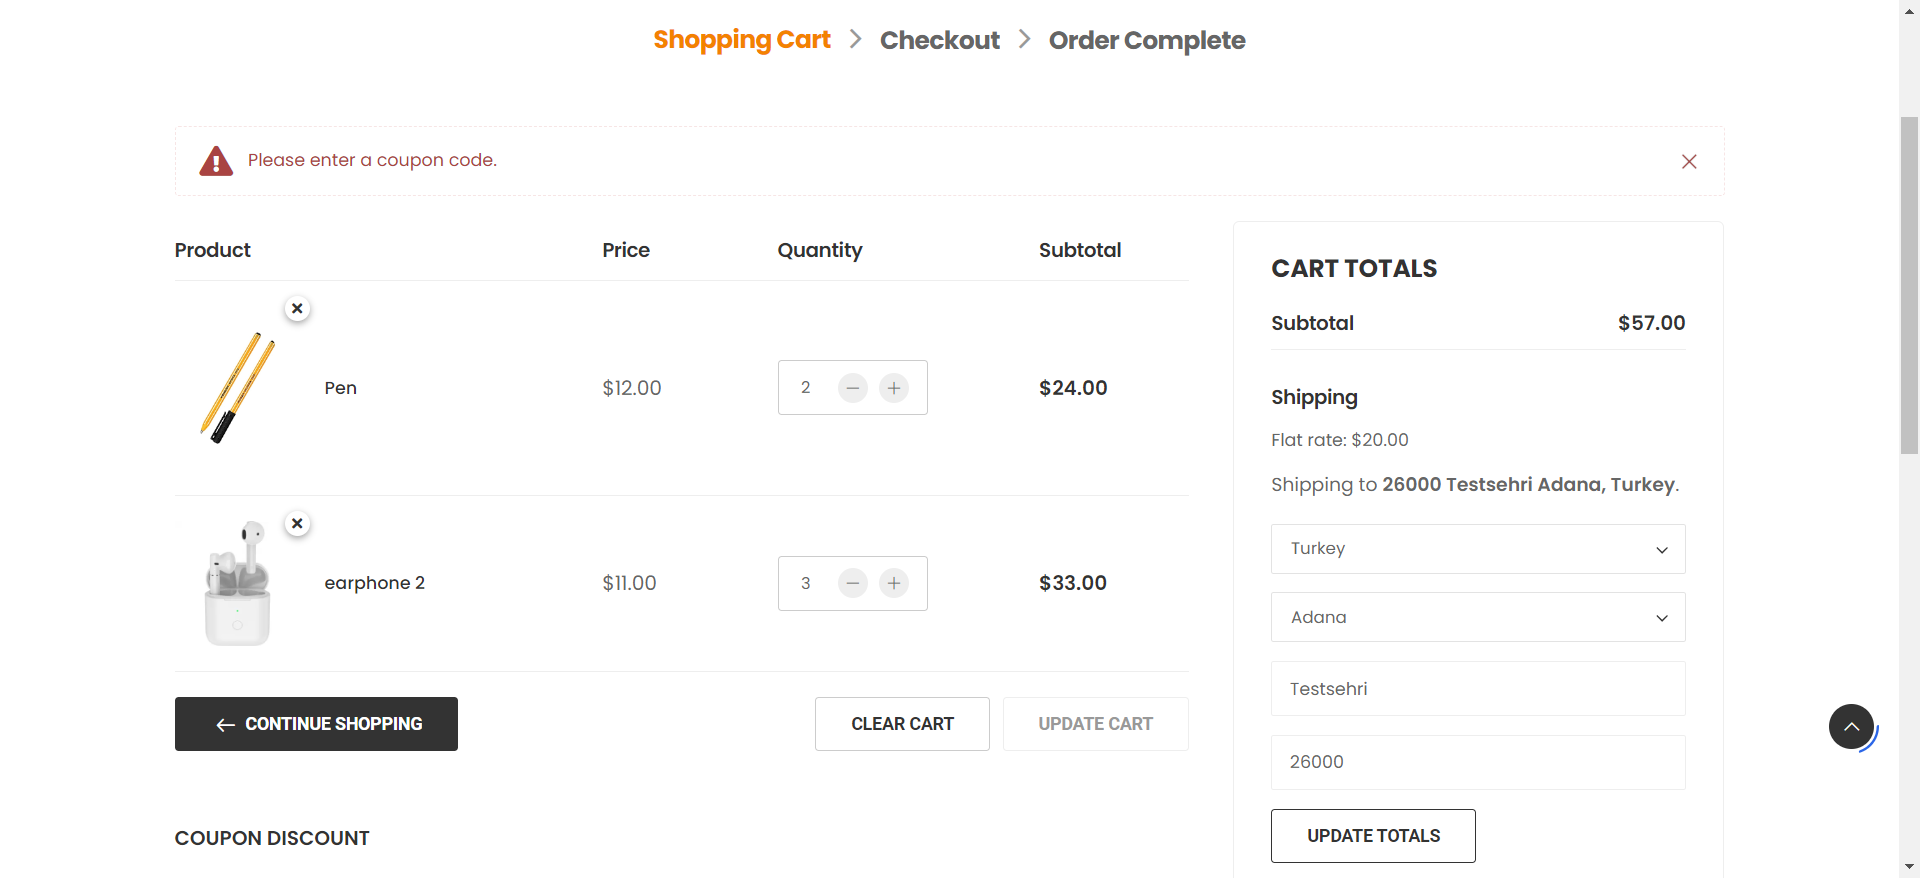 Shopping Cart > Checkout > Order Complete
Please enter a coupon code.
Product Price Quantity Subtotal
Pen $12.00 2 − + $24.00
earphone 2 $11.00 3 − + $33.00
← CONTINUE SHOPPING CLEAR CART UPDATE CART
COUPON DISCOUNT
CART TOTALS
Subtotal $57.00
Shipping
Flat rate: $20.00
Shipping to 26000 Testsehri Adana, Turkey.
Turkey
Adana
Testsehri
26000
UPDATE TOTALS